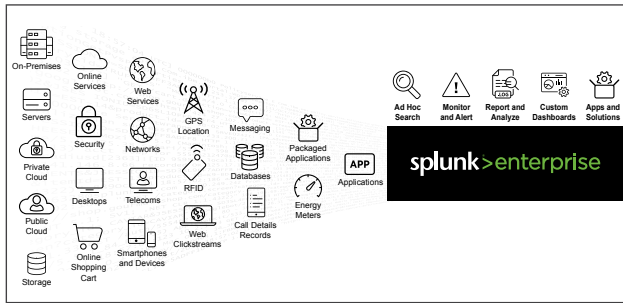 On-Premises
Servers
Private
Cloud
Public
Cloud
Storage
Online
Services
Security
Desktops
Online
Shopping
Cart
Web
Services
Networks
Telecoms
Smartphones
and Devices
GPS
Location
RFID
Web
Clickstreams
Messaging
Databases
Call Details
Records
Packaged
Applications
Energy
Meters
APP
Applications
Ad Hoc
Search
Monitor
and Alert
LOG
Report and
Analyze
Custom
Dashboards
Apps and
Solutions
splunk>enterprise